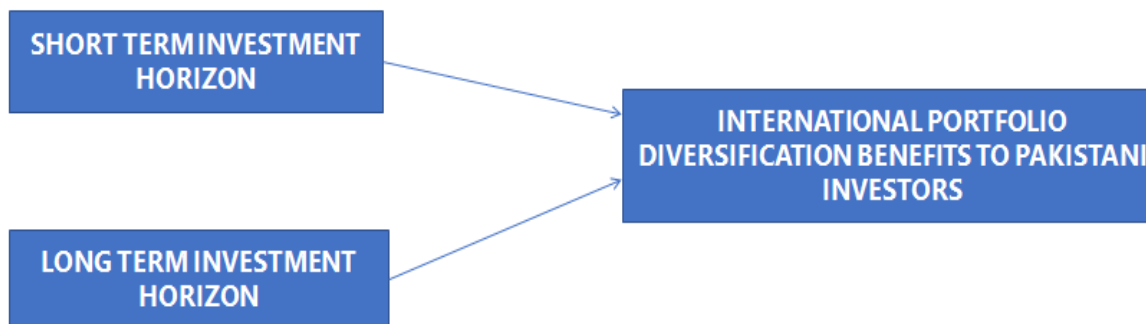 SHORT TERM INVESTMENT
HORIZON
INTERNATIONAL PORTFOLIO
DIVERSIFICATION BENEFITS TO PAKISTANI
INVESTORS
LONG TERM INVESTMENT
HORIZON